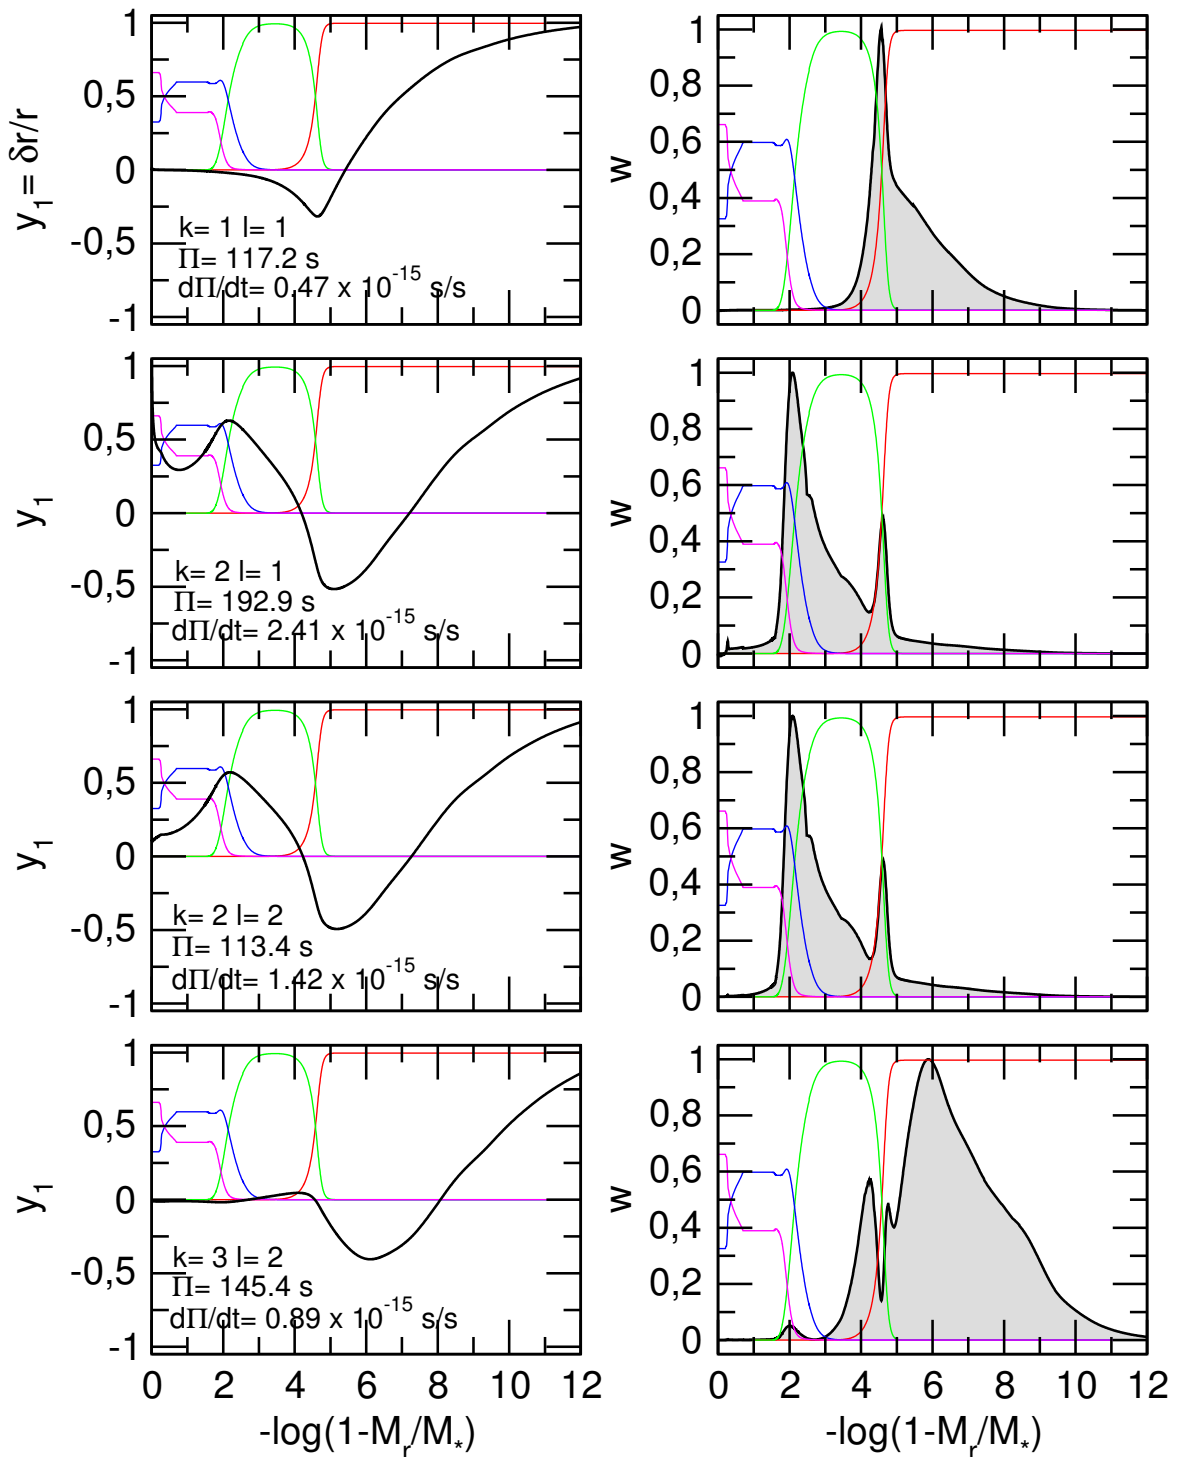 1
0,5
0
-0,5
-1
y1 = δr/r
k= 1 l= 1
Π= 117.2 s
dΠ/dt= 0.47 x 10^-15 s/s
1
0,8
0,6
0,4
0,2
0
w
1
0,5
0
-0,5
-1
y1
k= 2 l= 1
Π= 192.9 s
dΠ/dt= 2.41 x 10^-15 s/s
1
0,8
0,6
0,4
0,2
0
w
1
0,5
0
-0,5
-1
y1
k= 2 l= 2
Π= 113.4 s
dΠ/dt= 1.42 x 10^-15 s/s
1
0,8
0,6
0,4
0,2
0
w
1
0,5
0
-0,5
-1
y1
k= 3 l= 2
Π= 145.4 s
dΠ/dt= 0.89 x 10^-15 s/s
0 2 4 6 8 10 12
-log(1-Mr/M*)
1
0,8
0,6
0,4
0,2
0
w
0 2 4 6 8 10 12
-log(1-Mr/M*)